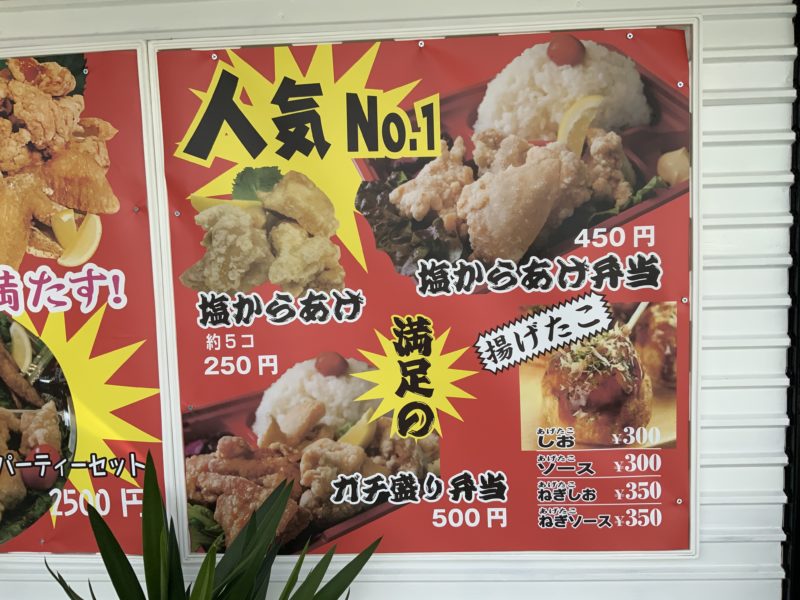 満たす!
パーティーセット
2500円
人気 No.1
塩からあげ
約5コ
250円
450円
塩からあげ弁当
満足の
ガチ盛り弁当
500円
揚げたこ
あげたこ
しお ¥300
あげたこ
ソース ¥300
あげたこ
ねぎしお ¥350
あげたこ
ねぎソース ¥350